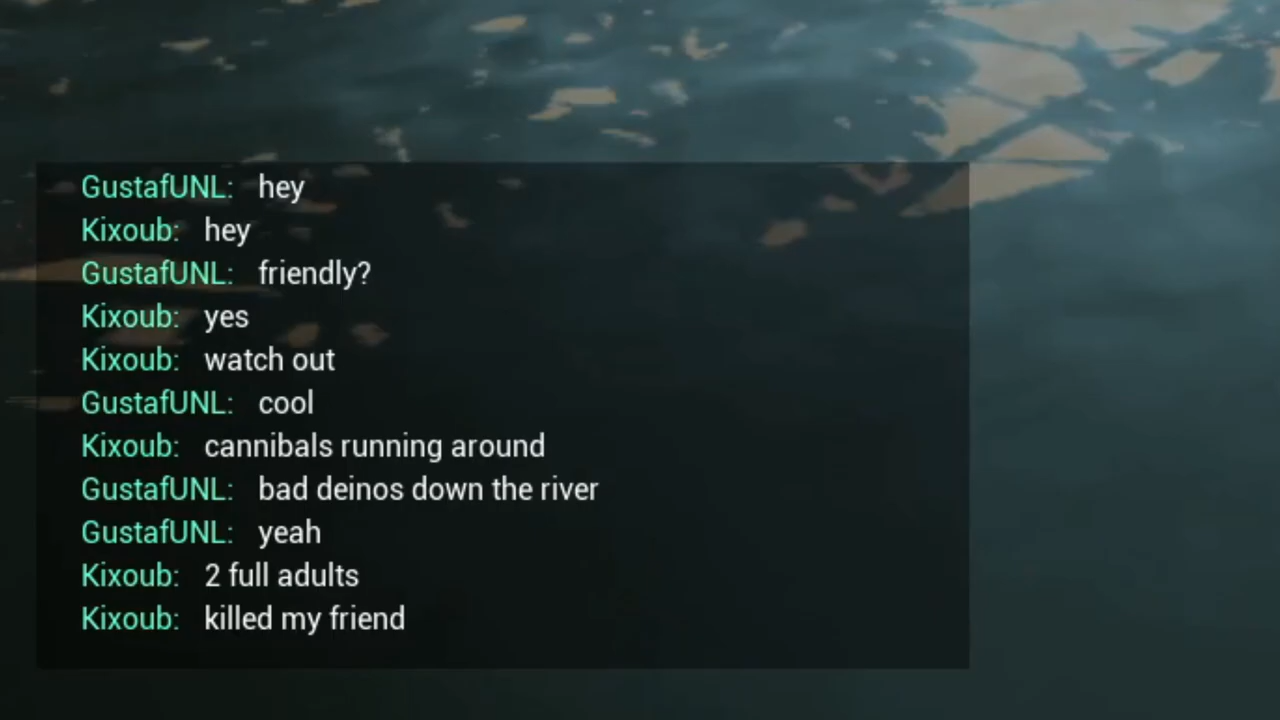 GustafUNL: hey
Kixoub: hey
GustafUNL: friendly?
Kixoub: yes
Kixoub: watch out
GustafUNL: cool
Kixoub: cannibals running around
GustafUNL: bad deinos down the river
GustafUNL: yeah
Kixoub: 2 full adults
Kixoub: killed my friend